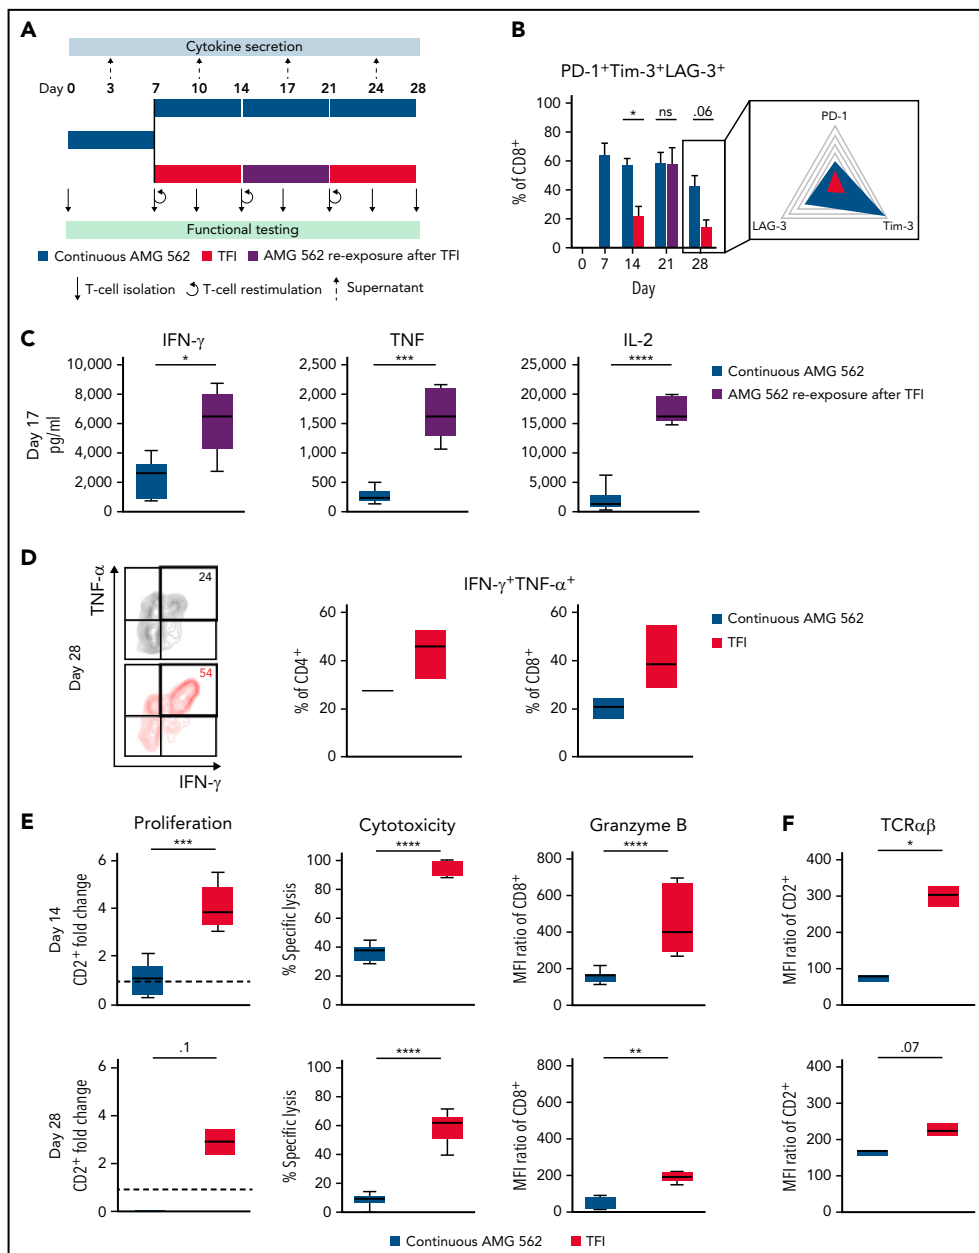 A
Cytokine secretion
Day 0 3 7 10 14 17 21 24 28
Functional testing
Continuous AMG 562 TFI AMG 562 re-exposure after TFI
T-cell isolation T-cell restimulation Supernatant
B
PD-1⁺Tim-3⁺LAG-3⁺
% of CD8⁺
100
80
60
40
20
0
* ns .06
0 7 14 21 28
Day
PD-1
LAG-3 Tim-3
C
Day 17
pg/ml
IFN-γ
10,000
8,000
6,000
4,000
2,000
0
*
TNF
2,500
2,000
1,500
1,000
500
0
***
IL-2
25,000
20,000
15,000
10,000
5,000
0
****
Continuous AMG 562
AMG 562 re-exposure after TFI
D
Day 28
TNF-α
24
54
IFN-γ
IFN-γ⁺TNF-α⁺
% of CD4⁺
60
40
20
0
% of CD8⁺
60
40
20
0
Continuous AMG 562
TFI
E
Day 14
Proliferation
CD2⁺ fold change
6
4
2
0
***
Cytotoxicity
% Specific lysis
100
80
60
40
20
0
****
Granzyme B
MFI ratio of CD8⁺
800
600
400
200
0
****
F
TCRαβ
MFI ratio of CD2⁺
400
300
200
100
0
*
Day 28
CD2⁺ fold change
6
4
2
0
.1
% Specific lysis
100
80
60
40
20
0
****
MFI ratio of CD8⁺
800
600
400
200
0
**
MFI ratio of CD2⁺
400
300
200
100
0
.07
Continuous AMG 562 TFI